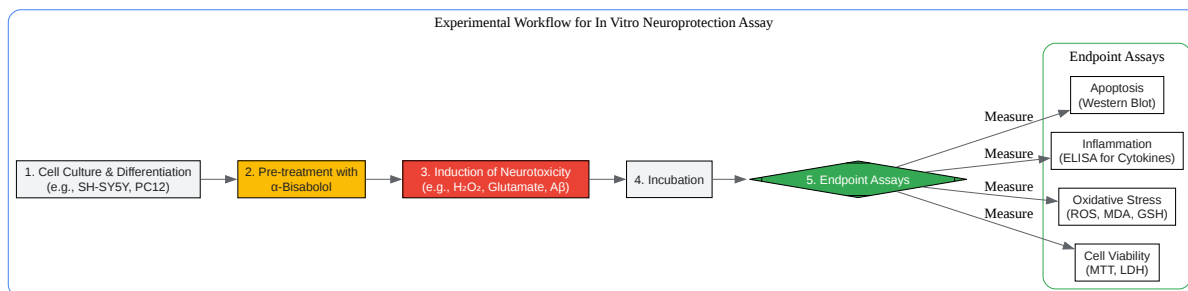 Experimental Workflow for In Vitro Neuroprotection Assay
1. Cell Culture & Differentiation
(e.g., SH-SY5Y, PC12)
2. Pre-treatment with
α-Bisabolol
3. Induction of Neurotoxicity
(e.g., H₂O₂, Glutamate, Aβ)
4. Incubation
5. Endpoint Assays
Measure
Measure
Measure
Measure
Endpoint Assays
Apoptosis
(Western Blot)
Inflammation
(ELISA for Cytokines)
Oxidative Stress
(ROS, MDA, GSH)
Cell Viability
(MTT, LDH)